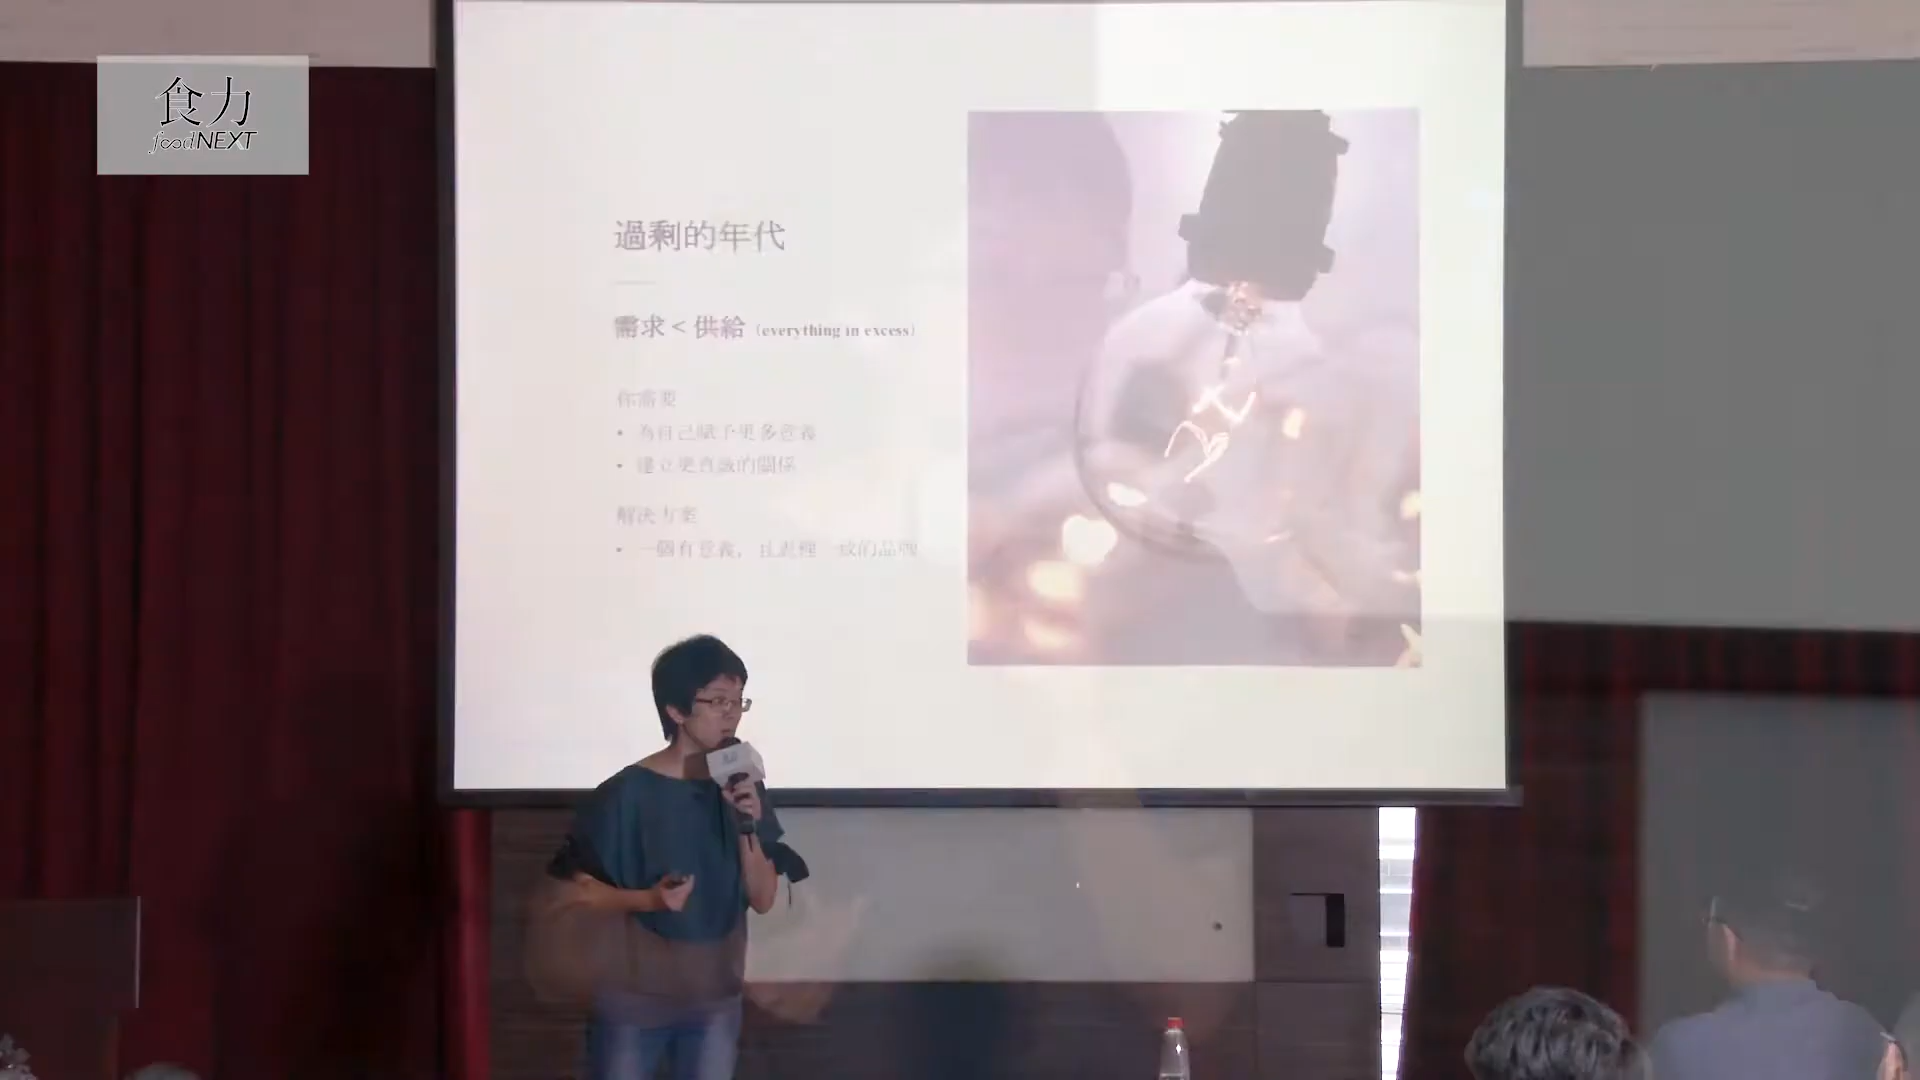 食力
foodNEXT
過剩的年代
需求 < 供給 (everything in excess)
你需要
• 為自己賦予更多意義
• 建立更真誠的關係
解決方案
• 一個有意義，且表裡一致的品牌